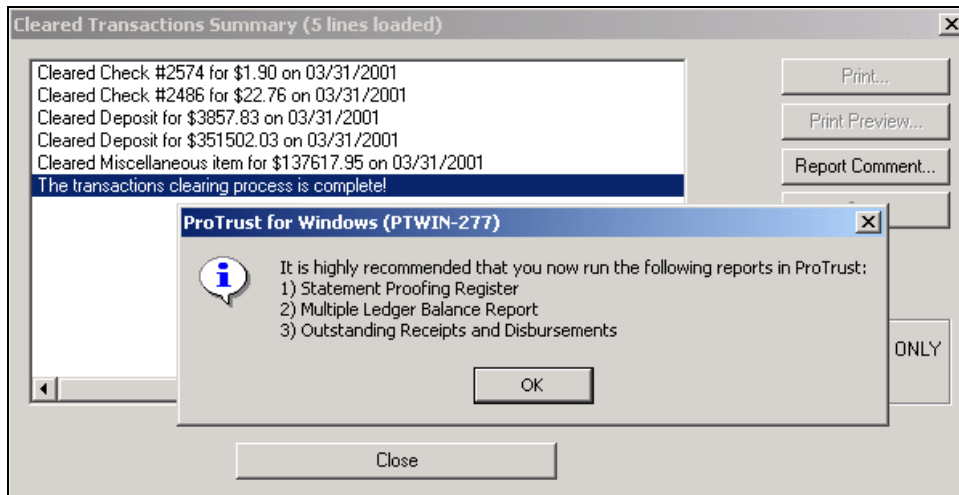 Cleared Transactions Summary (5 lines loaded)
Cleared Check #2574 for $1.90 on 03/31/2001
Cleared Check #2486 for $22.76 on 03/31/2001
Cleared Deposit for $3857.83 on 03/31/2001
Cleared Deposit for $351502.03 on 03/31/2001
Cleared Miscellaneous item for $137617.95 on 03/31/2001
The transactions clearing process is complete!
Print...
Print Preview...
Report Comment...
ProTrust for Windows (PTWIN-277)
It is highly recommended that you now run the following reports in ProTrust:
1) Statement Proofing Register
2) Multiple Ledger Balance Report
3) Outstanding Receipts and Disbursements
OK
ONLY
Close